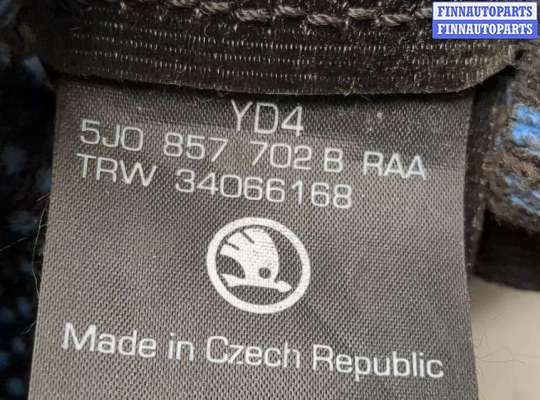 FINNAUTOPARTS
FINNAUTOPARTS
YD4
5J0 857 702 B RAA
TRW 34066168
Made in Czech Republic